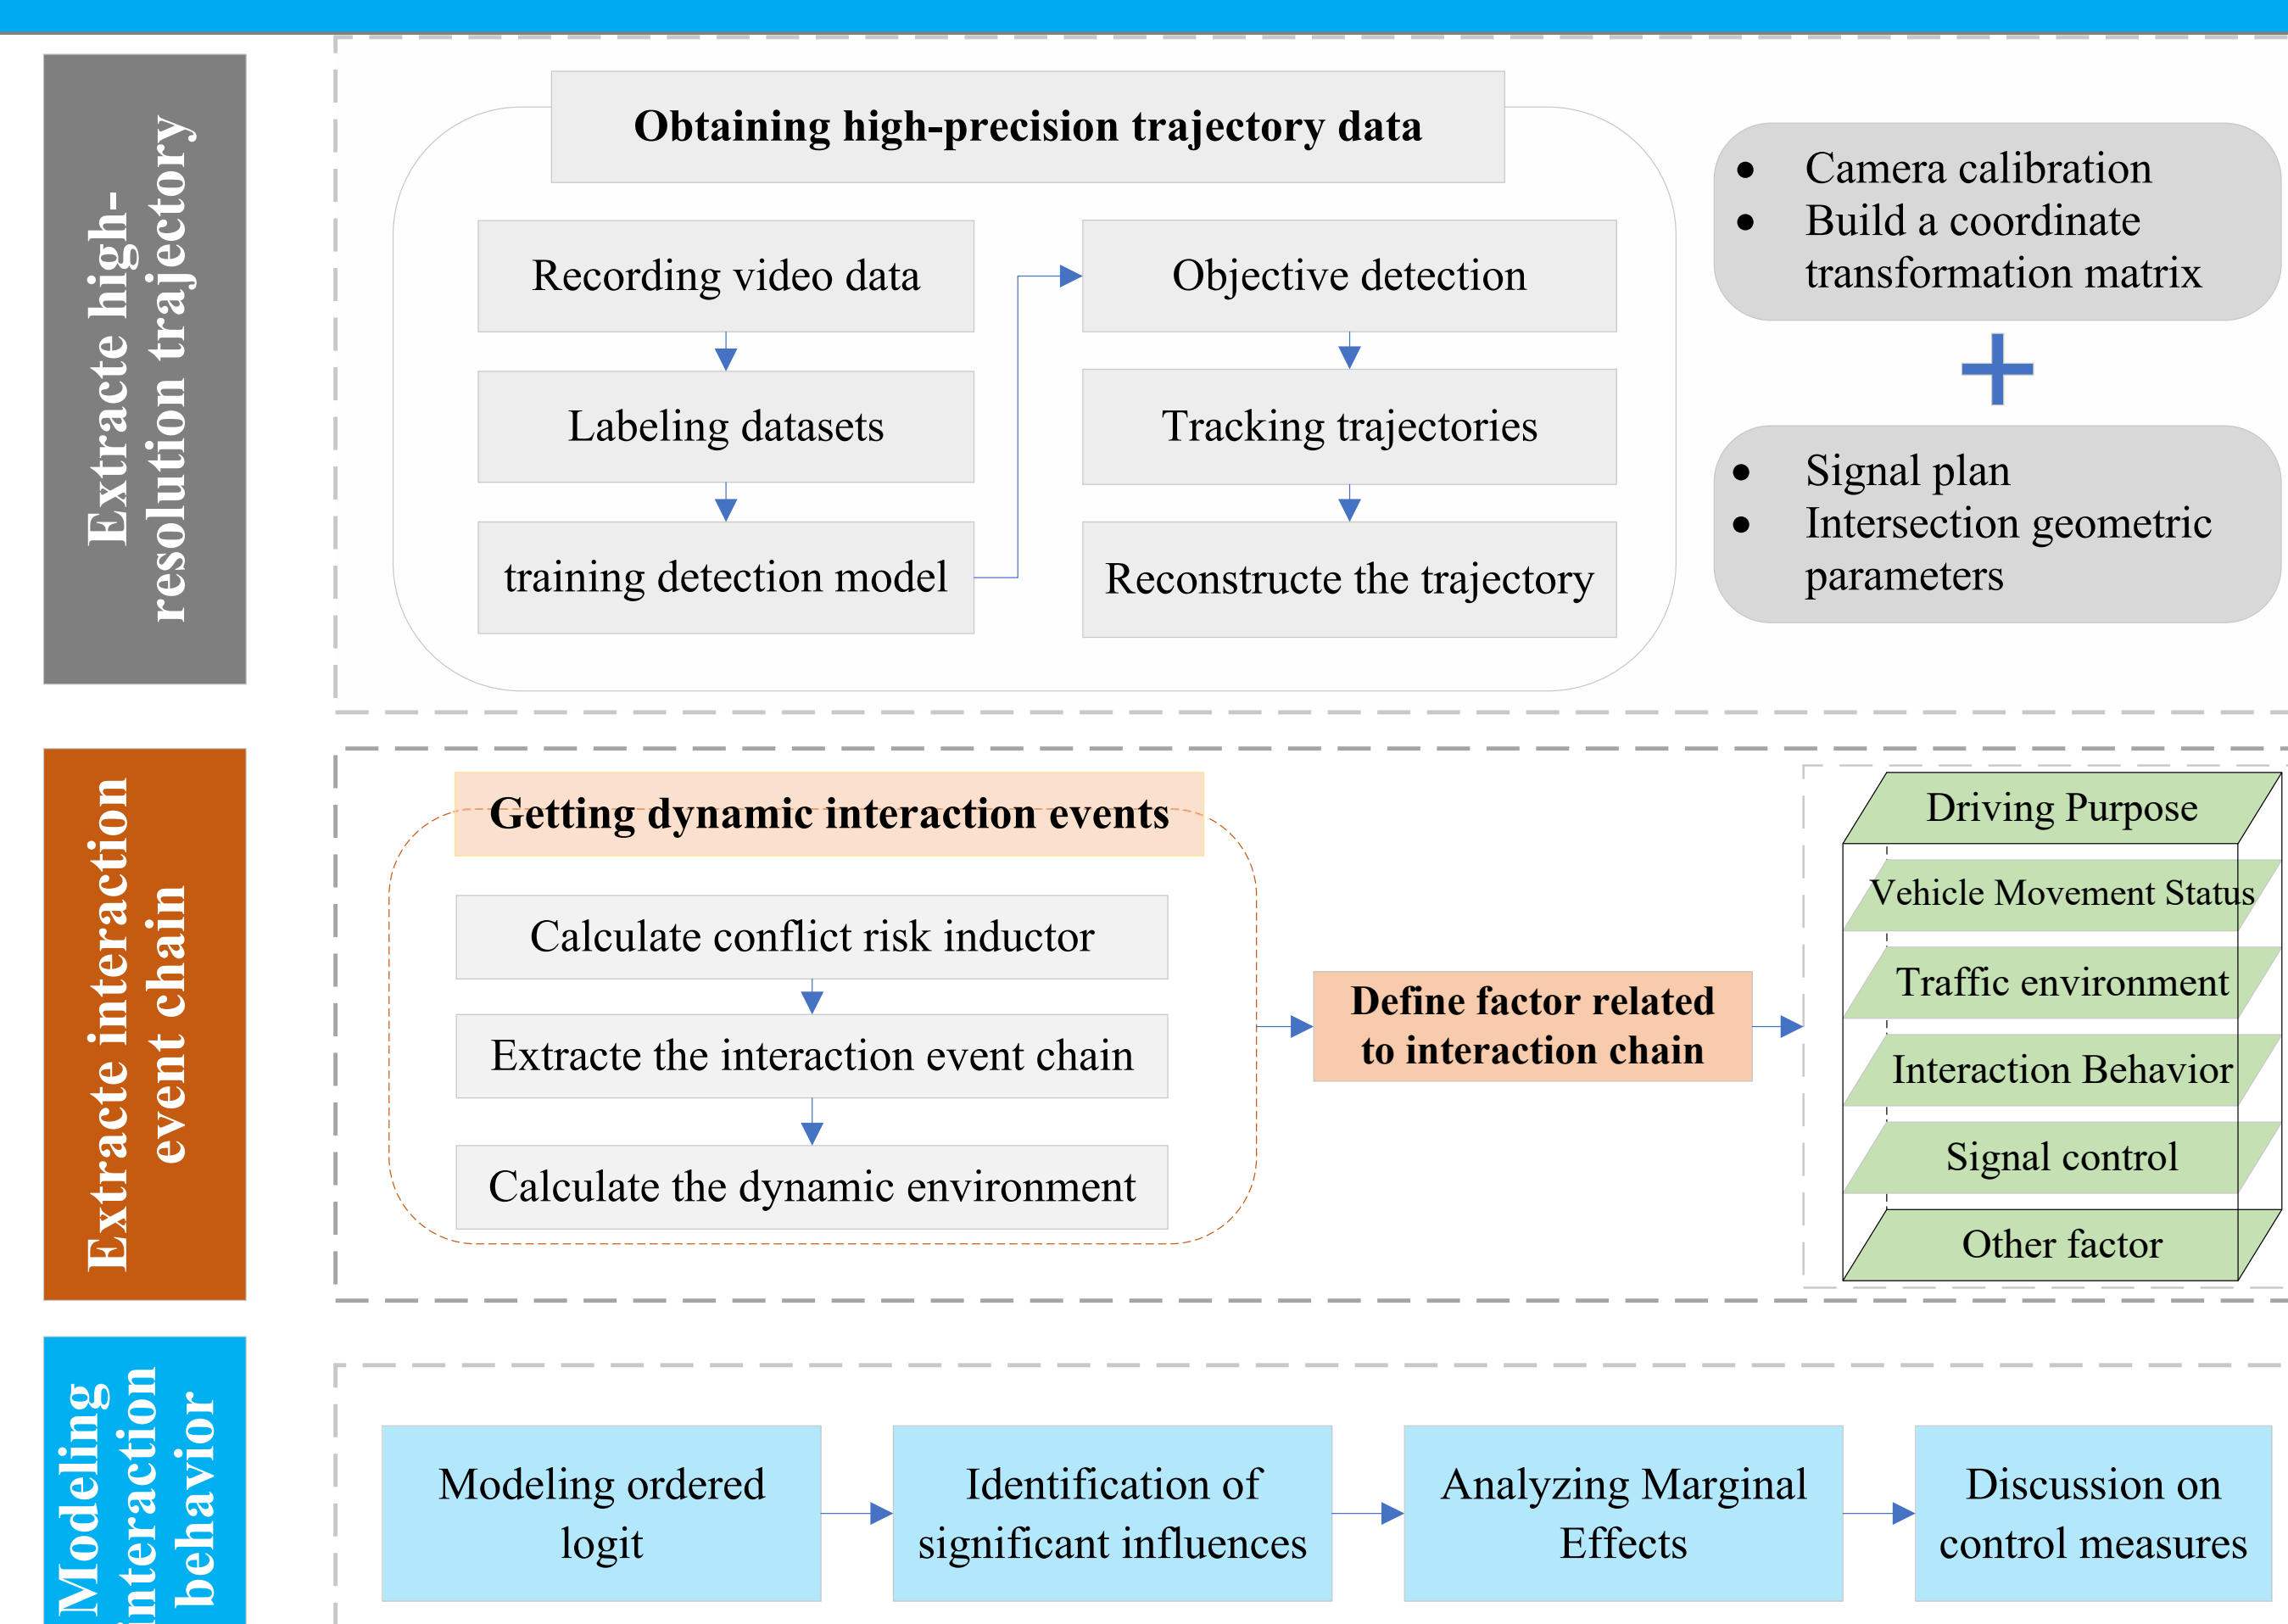 Extracte high-
resolution trajectory
Obtaining high-precision trajectory data
Recording video data
Labeling datasets
training detection model
Objective detection
Tracking trajectories
Reconstructe the trajectory
• Camera calibration
• Build a coordinate
transformation matrix
• Signal plan
• Intersection geometric
parameters
Extracte interaction
event chain
Getting dynamic interaction events
Calculate conflict risk inductor
Extracte the interaction event chain
Calculate the dynamic environment
Define factor related
to interaction chain
Driving Purpose
Vehicle Movement Status
Traffic environment
Interaction Behavior
Signal control
Other factor
Modeling
interaction
behavior
Modeling ordered
logit
Identification of
significant influences
Analyzing Marginal
Effects
Discussion on
control measures